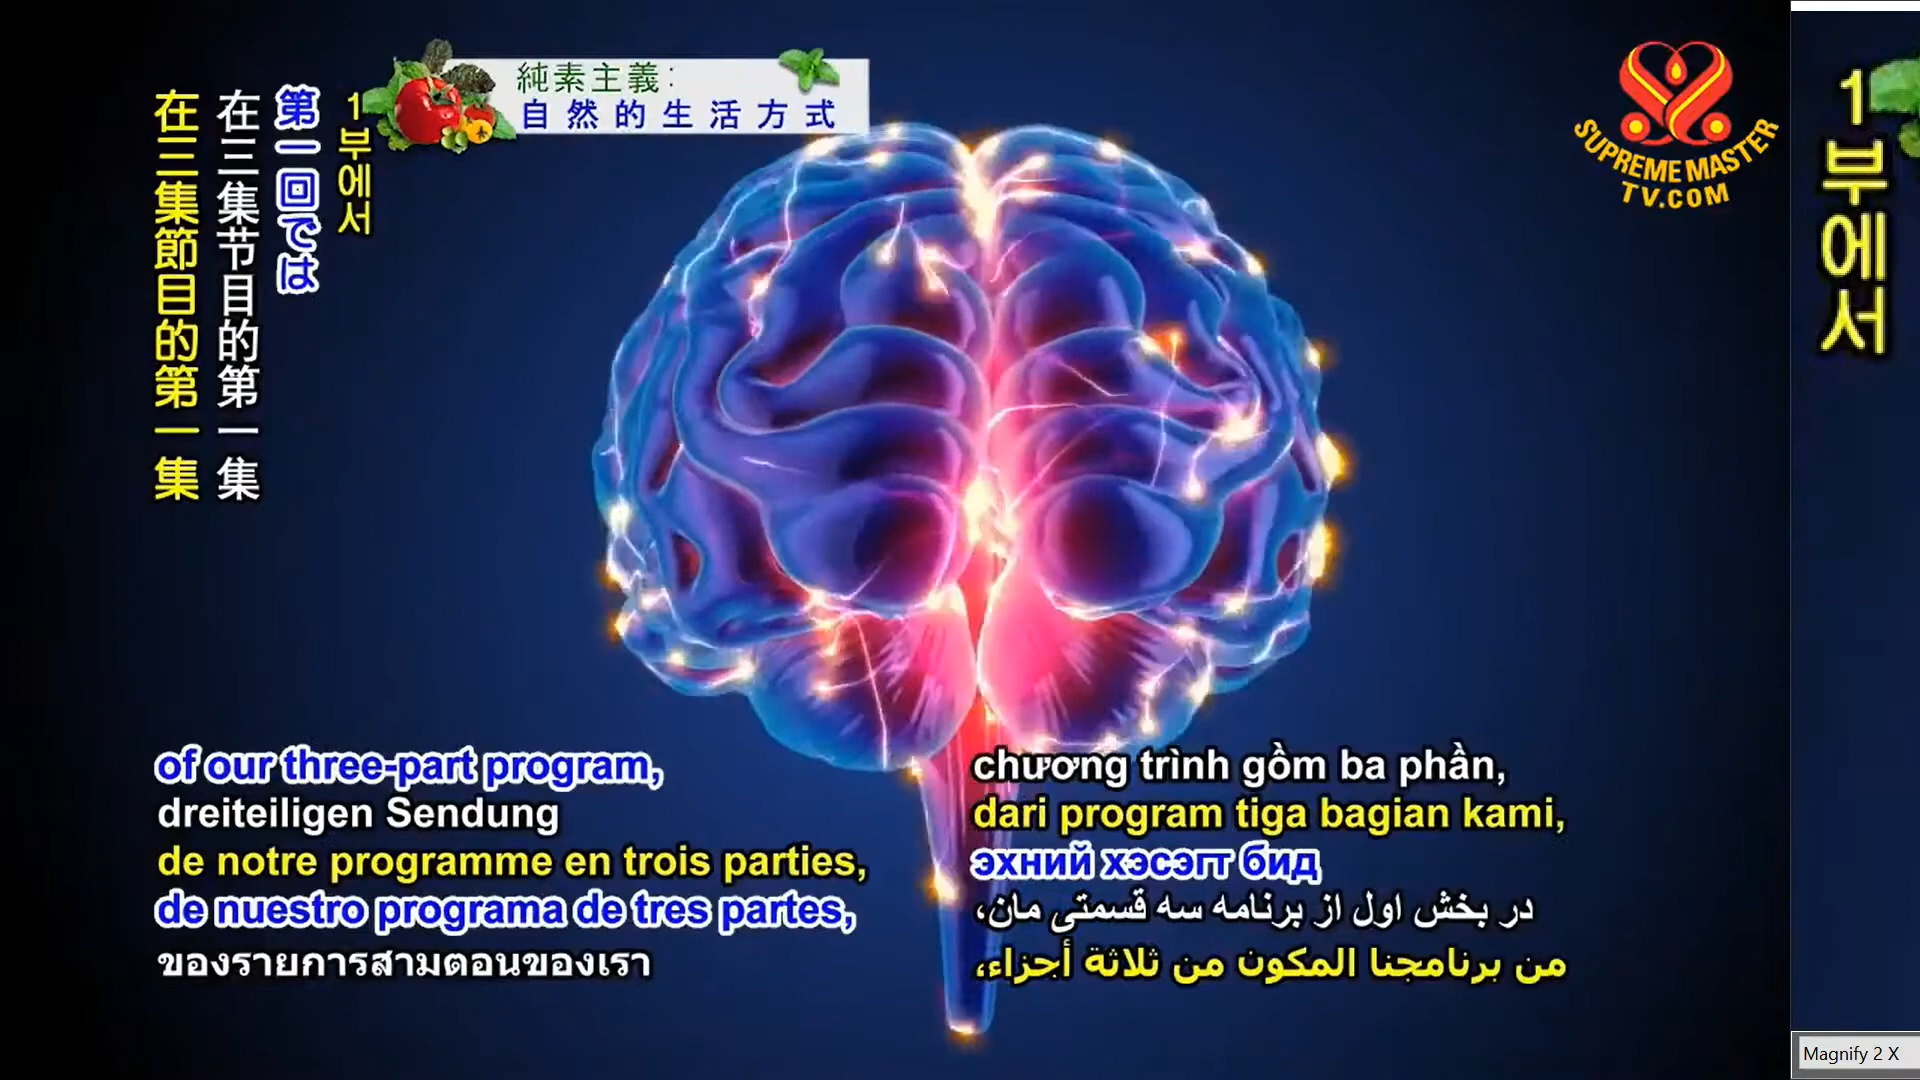 純素主義:
自然的生活方式
SUPREME MASTER
TV.COM
1부에서
第一回では
在三集节目的第一集
在三集節目的第一集
of our three-part program,
dreiteiligen Sendung
de notre programme en trois parties,
de nuestro programa de tres partes,
ของรายการสามตอนของเรา
chương trình gồm ba phần,
dari program tiga bagian kami,
эхний хэсэгт бид
در بخش اول از برنامه سه قسمتی مان،
من برنامجنا المكون من ثلاثة أجزاء،
1부에서
Magnify 2 X